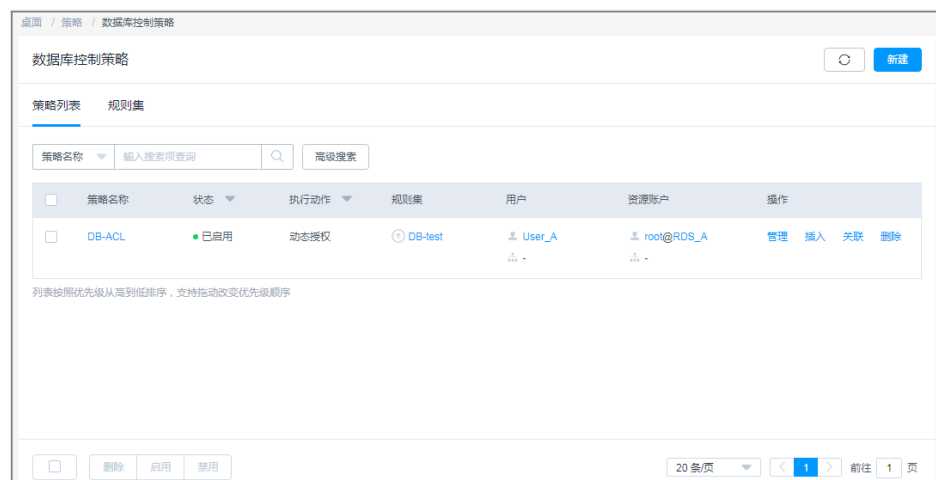 桌面 / 策略 / 数据库控制策略
数据库控制策略 新建
策略列表 规则集
策略名称 输入搜索项查询 高级搜索
策略名称 状态 执行动作 规则集 用户 资源账户 操作
DB-ACL 已启用 动态授权 DB-test User_A root@RDS_A 管理 插入 关联 删除
- -
列表按照优先级从高到低排序，支持拖动改变优先级顺序
删除 启用 禁用 20 条/页 1 前往 1 页